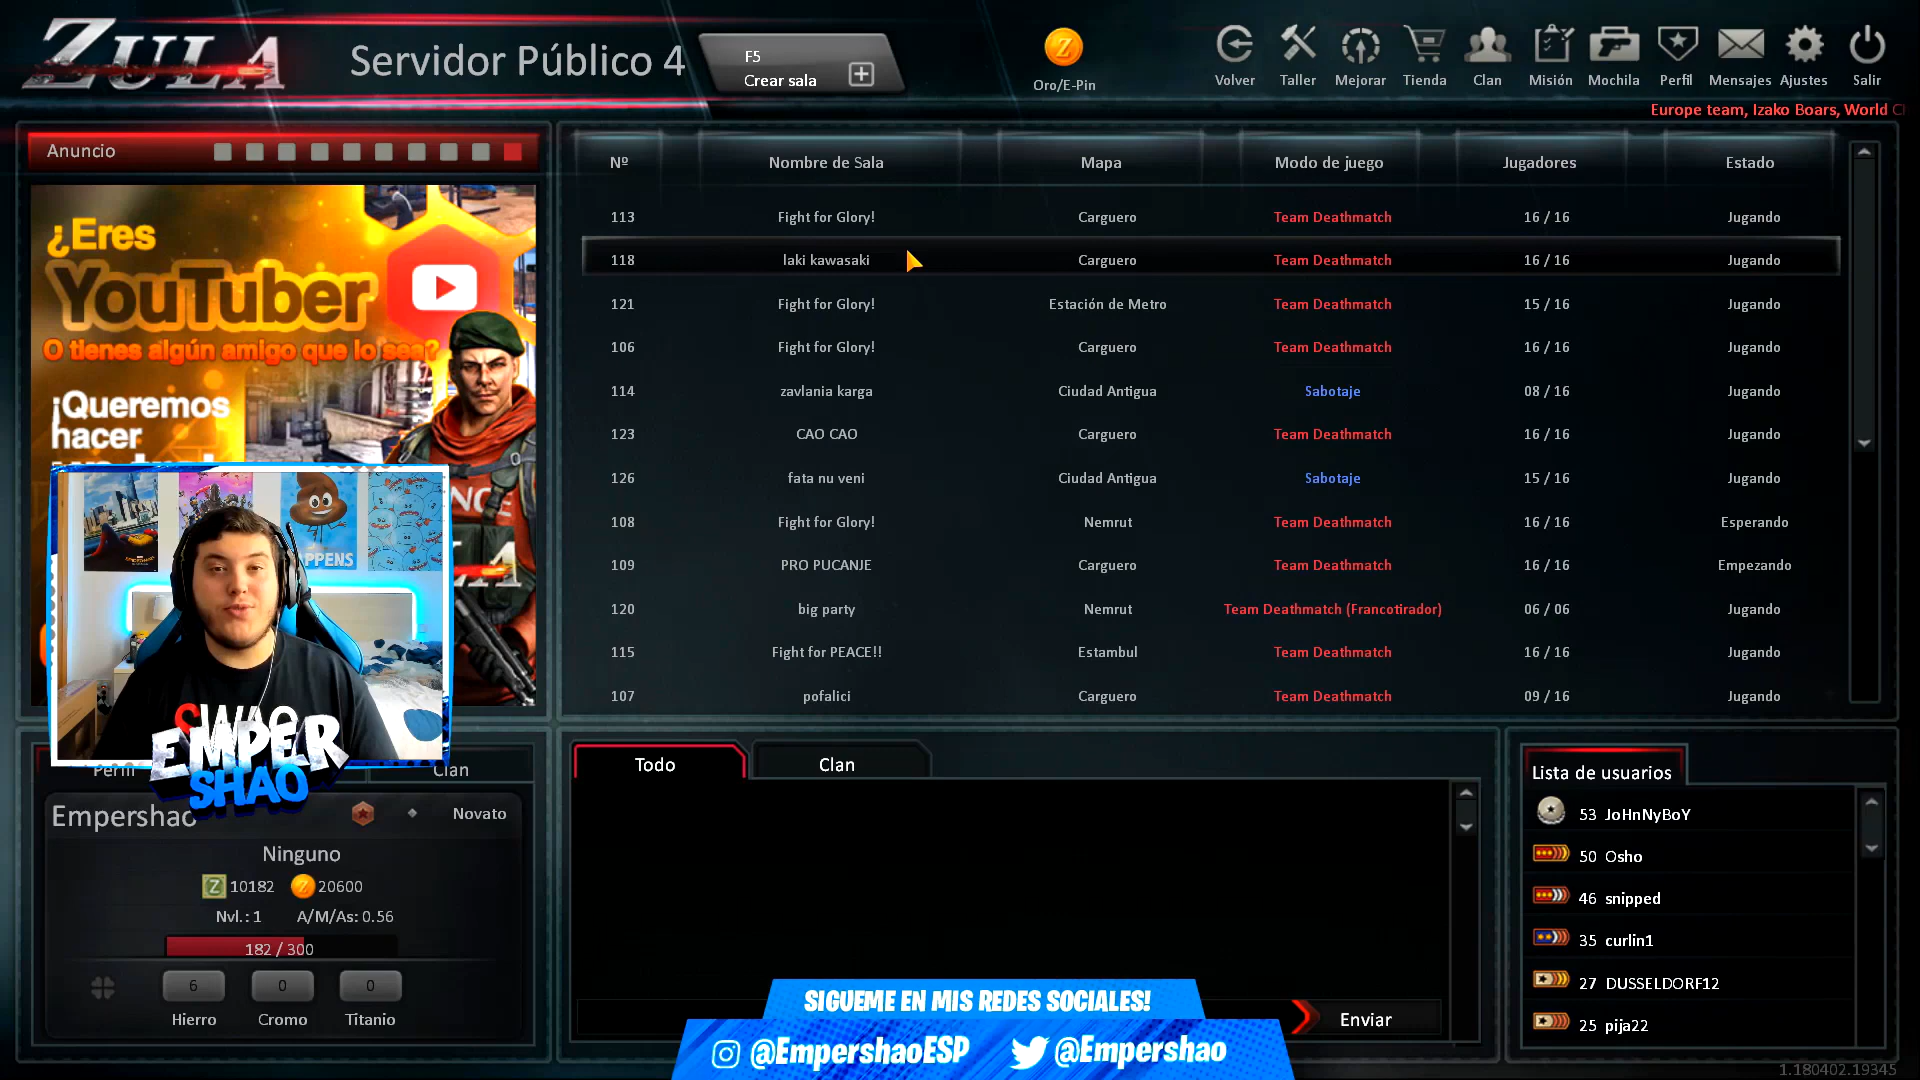 ZULA
Servidor Público 4
F5
Crear sala
Oro/E-Pin
Volver
Taller
Mejorar
Tienda
Clan
Misión
Mochila
Perfil
Mensajes
Ajustes
Salir
Europe team, Izako Boars, World
Anuncio
¿Eres
YouTuber
O tienes algún amigo que lo sea?
¡Queremos
hacer
Nº Nombre de Sala Mapa Modo de juego Jugadores Estado
113 Fight for Glory! Carguero Team Deathmatch 16 / 16 Jugando
118 laki kawasaki Carguero Team Deathmatch 16 / 16 Jugando
121 Fight for Glory! Estación de Metro Team Deathmatch 15 / 16 Jugando
106 Fight for Glory! Carguero Team Deathmatch 16 / 16 Jugando
114 zavlania karga Ciudad Antigua Sabotaje 08 / 16 Jugando
123 CAO CAO Carguero Team Deathmatch 16 / 16 Jugando
126 fata nu veni Ciudad Antigua Sabotaje 15 / 16 Jugando
108 Fight for Glory! Nemrut Team Deathmatch 16 / 16 Esperando
109 PRO PUCANJE Carguero Team Deathmatch 16 / 16 Empezando
120 big party Nemrut Team Deathmatch (Francotirador) 06 / 06 Jugando
115 Fight for PEACE!! Estambul Team Deathmatch 16 / 16 Jugando
107 pofalici Carguero Team Deathmatch 09 / 16 Jugando
PPENS
EMPER
SHAO
Perfil
Clan
Empershao
Novato
Ninguno
10182 20600
Nvl.: 1 A/M/As: 0.56
182 / 300
6 0 0
Hierro Cromo Titanio
Todo
Clan
Enviar
SIGUEME EN MIS REDES SOCIALES!
@EmpershaoESP @Empershao
Lista de usuarios
53 JoHnNyBoY
50 Osho
46 snipped
35 curlin1
27 DUSSELDORF12
25 pija22
1.180402.19345